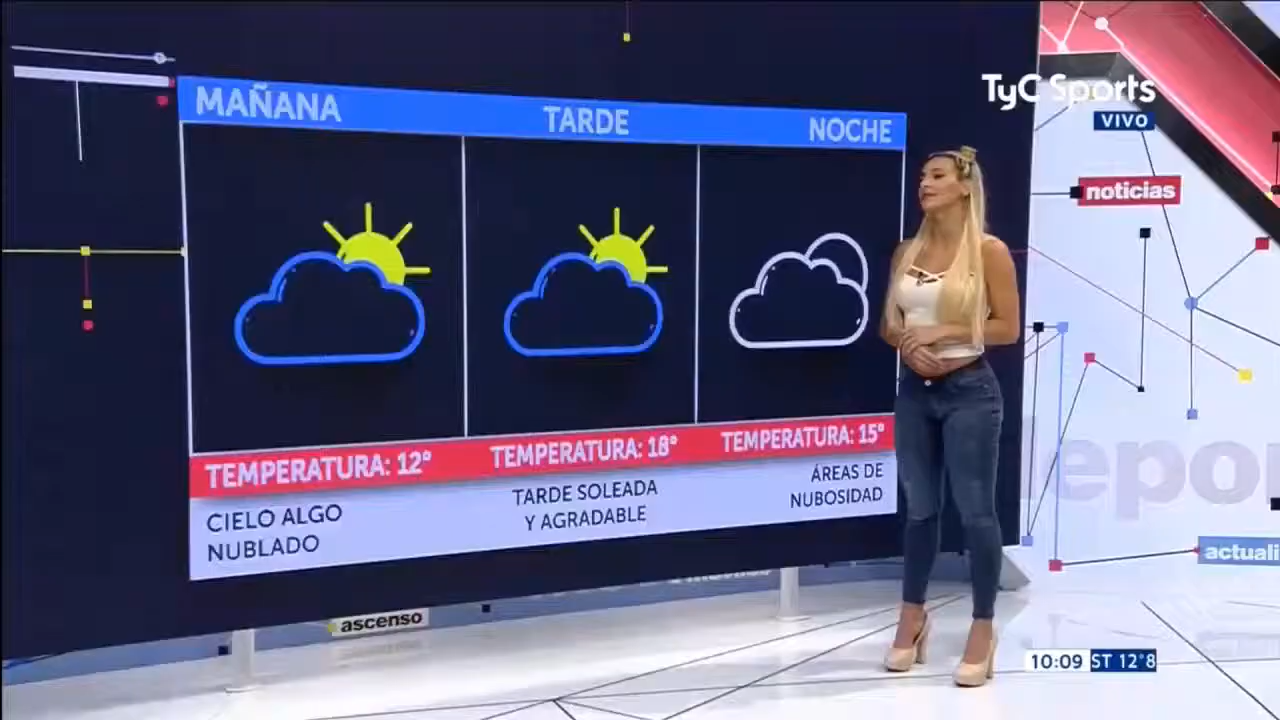 TyC Sports
VIVO
MAÑANA
TARDE
NOCHE
noticias
TEMPERATURA: 12°
TEMPERATURA: 18°
TEMPERATURA: 15°
CIELO ALGO
NUBLADO
TARDE SOLEADA
Y AGRADABLE
ÁREAS DE
NUBOSIDAD
epo
actuali
ascenso
10:09 ST 12°8